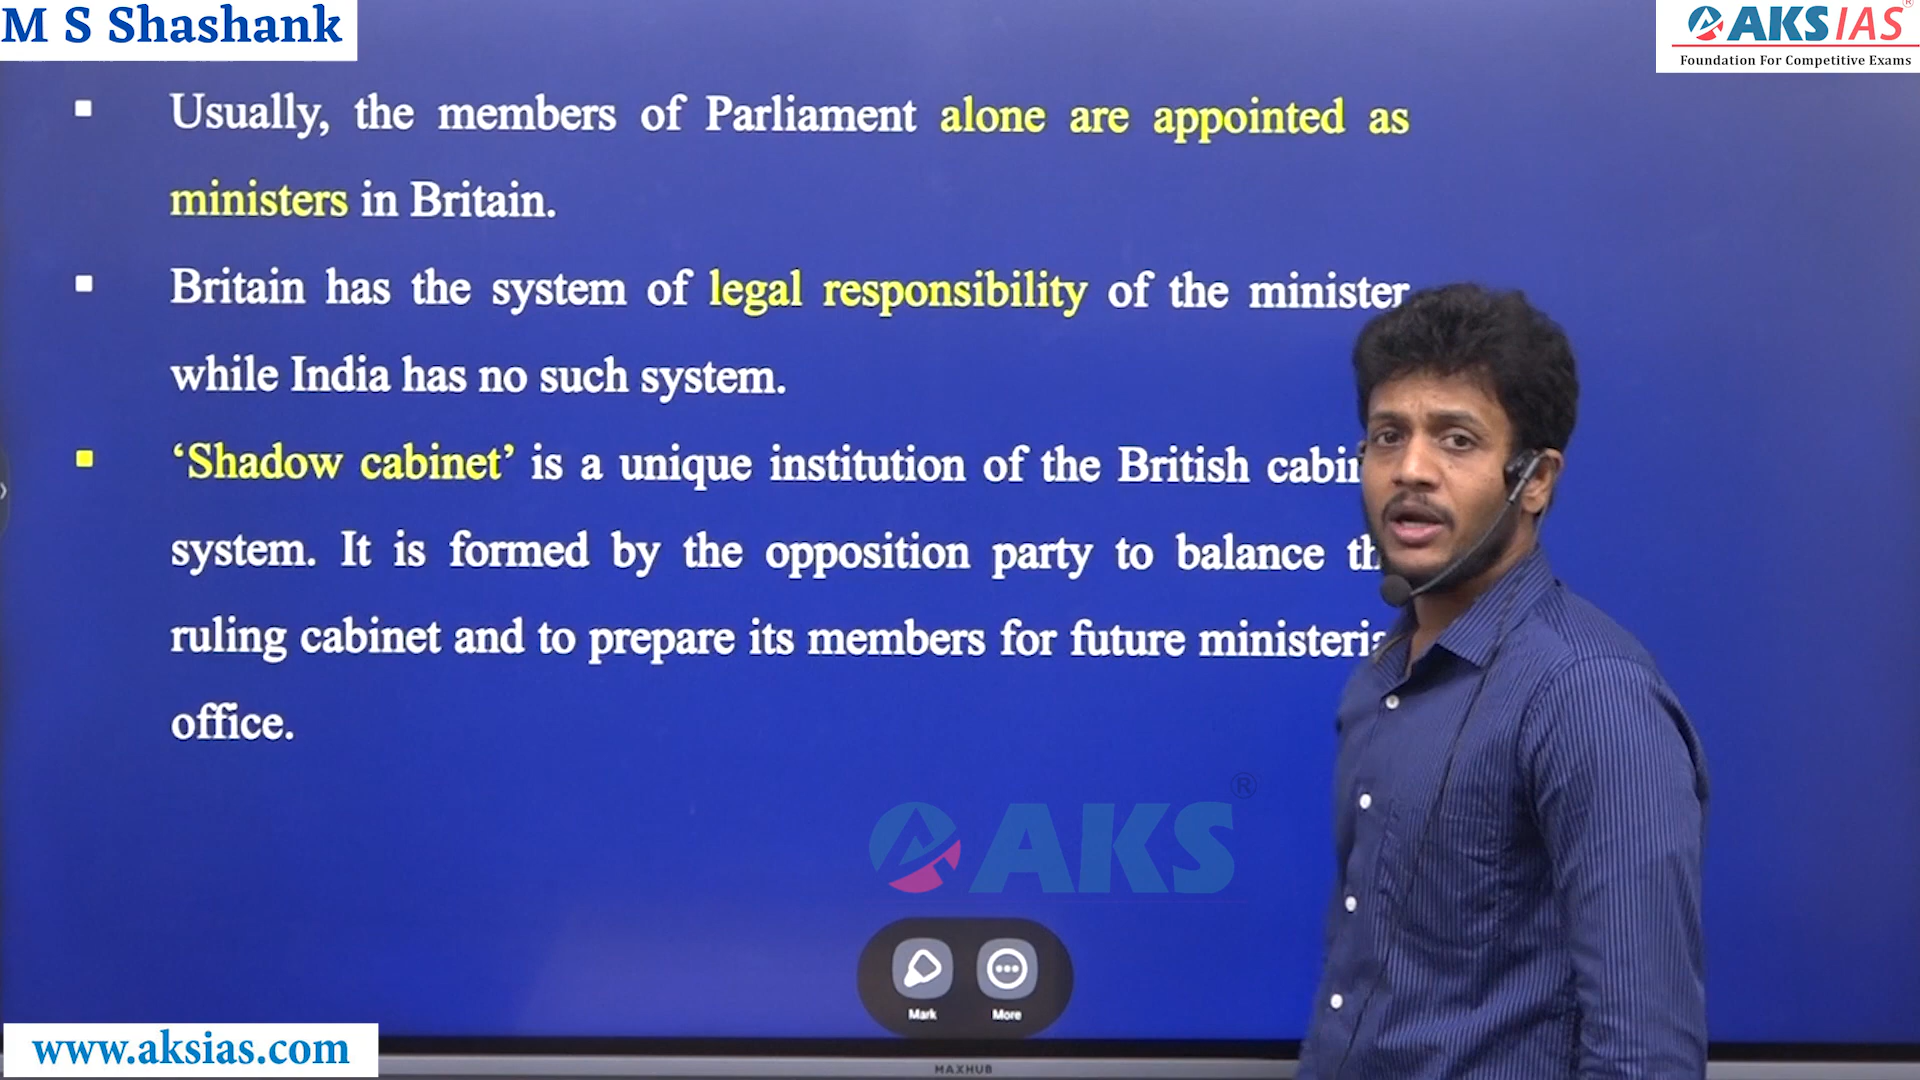 M S Shashank
AKS IAS®
Foundation For Competitive Exams
▪ Usually, the members of Parliament alone are appointed as
ministers in Britain.
▪ Britain has the system of legal responsibility of the minister
while India has no such system.
▪ ‘Shadow cabinet’ is a unique institution of the British cabin
system. It is formed by the opposition party to balance th
ruling cabinet and to prepare its members for future ministeria
office.
AKS®
Mark More
www.aksias.com
MAXHUB